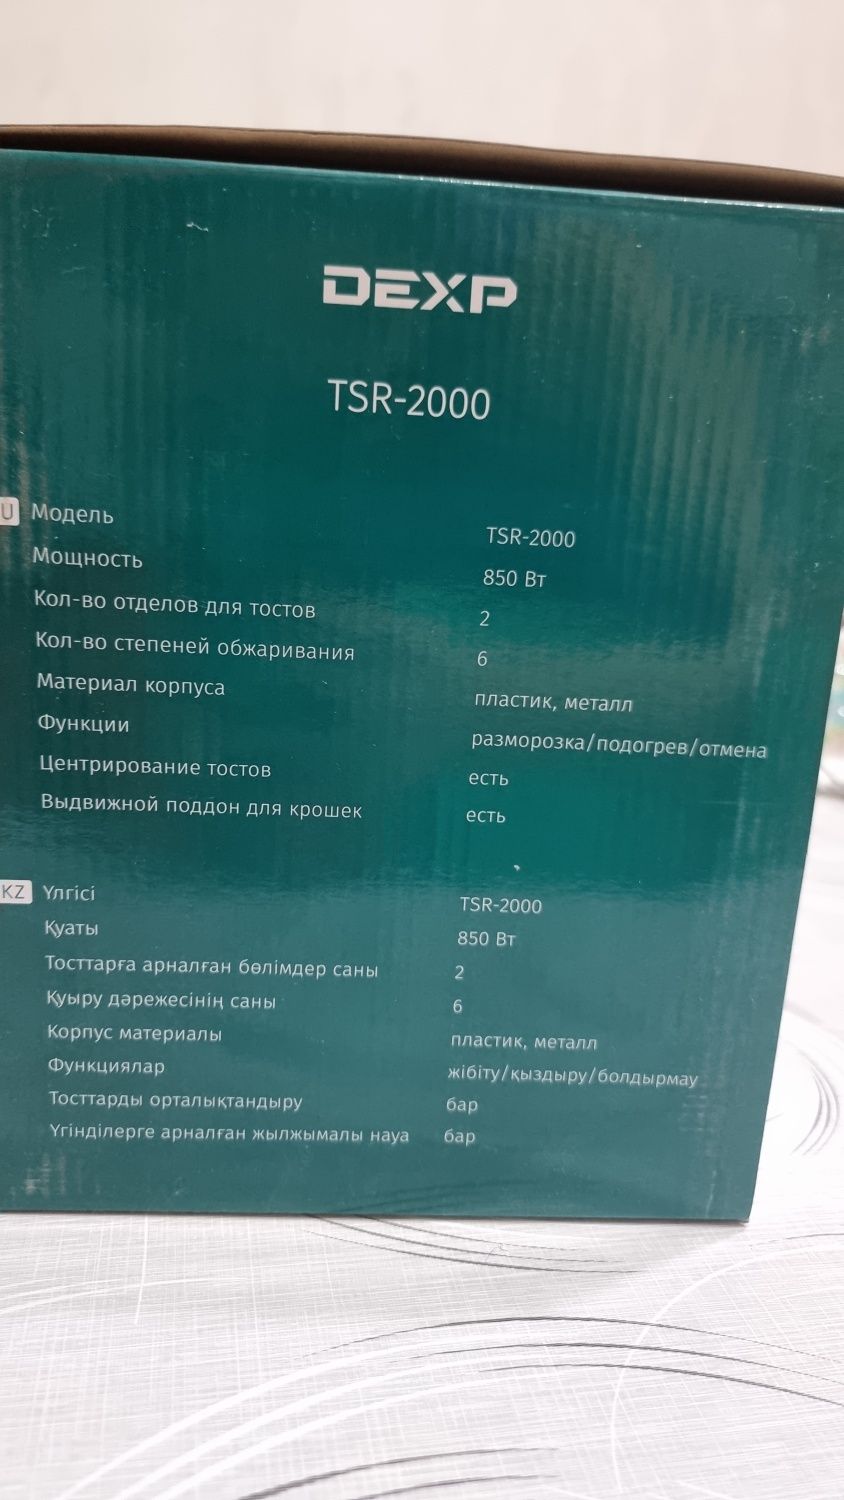 DEXP
TSR-2000
U Модель TSR-2000
Мощность 850 Вт
Кол-во отделов для тостов 2
Кол-во степеней обжаривания 6
Материал корпуса пластик, металл
Функции разморозка/подогрев/отмена
Центрирование тостов есть
Выдвижной поддон для крошек есть
KZ Үлгісі TSR-2000
Қуаты 850 Вт
Тосттарға арналған бөлімдер саны 2
Қуыру дәрежесінің саны 6
Корпус материалы пластик, металл
Функциялар жібіту/қыздыру/болдырмау
Тосттарды орталықтандыру бар
Үгінділерге арналған жылжымалы науа бар